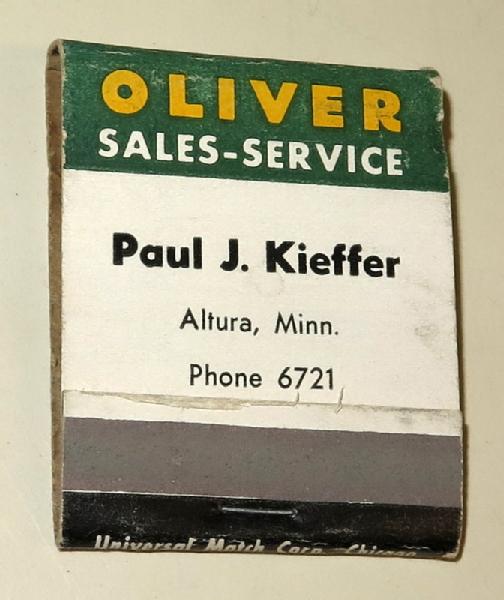 OLIVER
SALES-SERVICE
Paul J. Kieffer
Altura, Minn.
Phone 6721
Universal Match Corp., Chicago